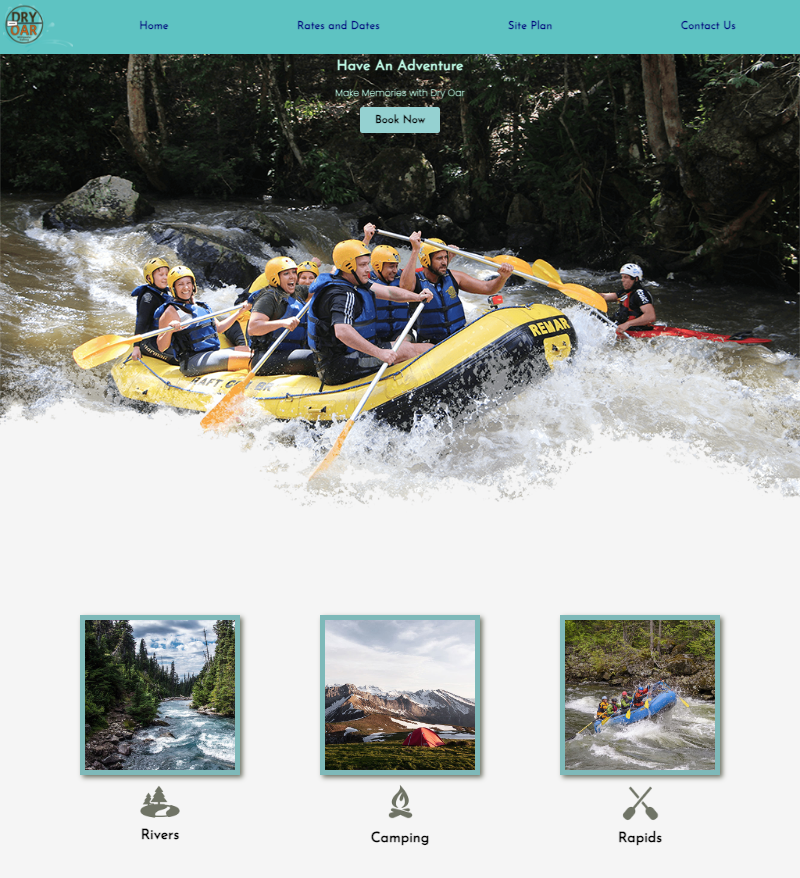 DRY
OAR
Home
Rates and Dates
Site Plan
Contact Us
Have An Adventure
Make Memories with Dry Oar
Book Now
REMAR
RAFT
Rivers
Camping
Rapids